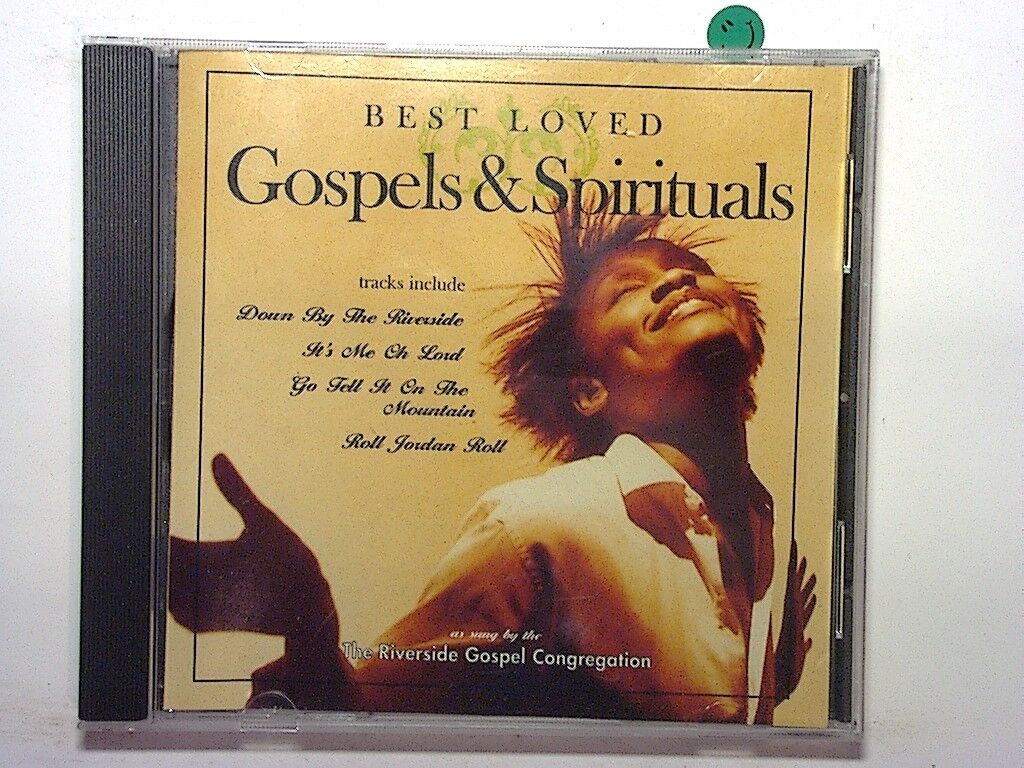 BEST LOVED
Gospels & Spirituals
tracks include
Down By The Riverside
It's Me Oh Lord
Go Tell It On The
Mountain
Roll Jordan Roll
as sung by the
The Riverside Gospel Congregation